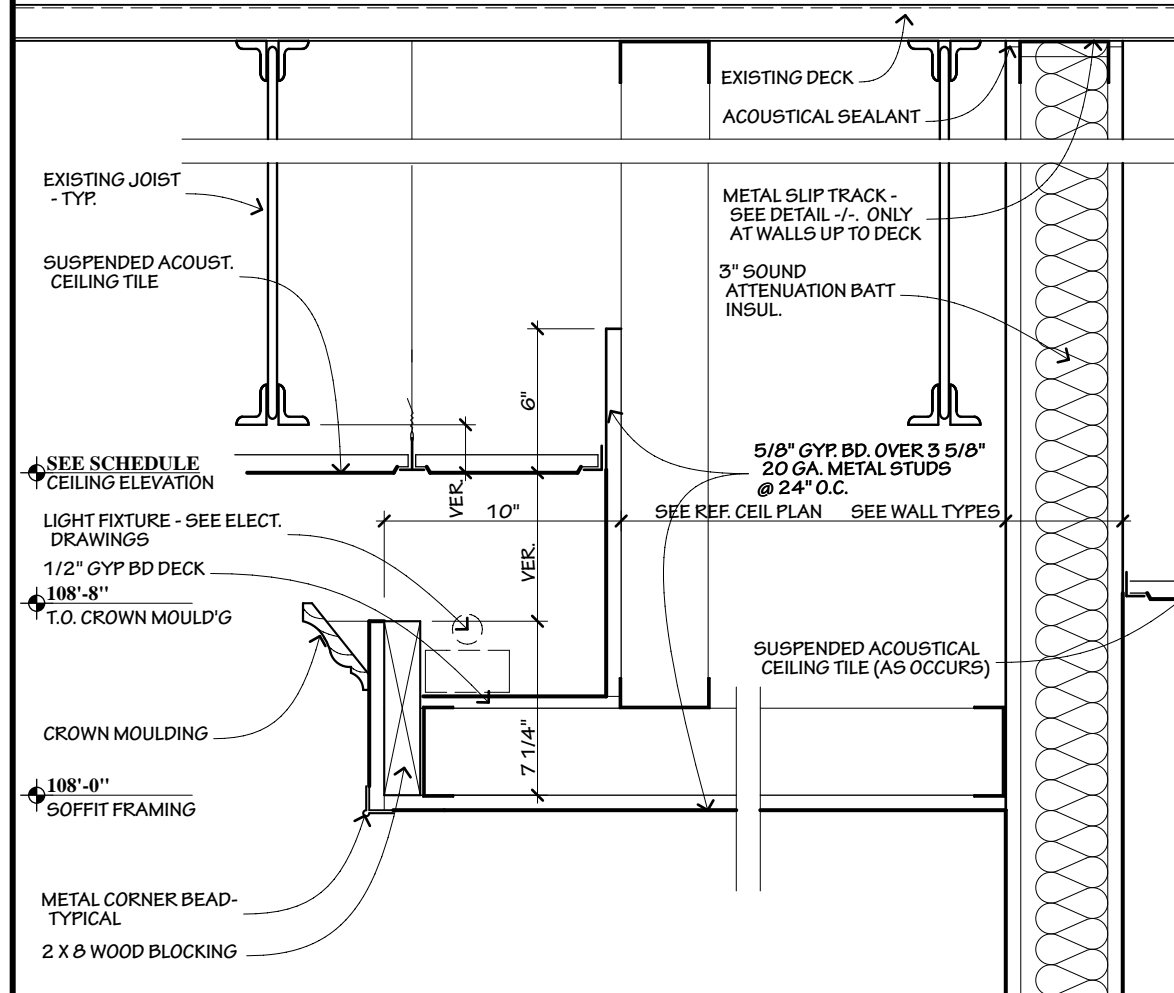 EXISTING DECK
ACOUSTICAL SEALANT
EXISTING JOIST
- TYP.
METAL SLIP TRACK -
SEE DETAIL -/-. ONLY
AT WALLS UP TO DECK
SUSPENDED ACOUST.
CEILING TILE
3" SOUND
ATTENUATION BATT
INSUL.
6"
5/8" GYP. BD. OVER 3 5/8"
20 GA. METAL STUDS
@ 24" O.C.
SEE SCHEDULE
CEILING ELEVATION
VER.
10"
SEE REF. CEIL PLAN
SEE WALL TYPES
LIGHT FIXTURE - SEE ELECT.
DRAWINGS
VER.
1/2" GYP BD DECK
108'-8"
T.O. CROWN MOULD'G
SUSPENDED ACOUSTICAL
CEILING TILE (AS OCCURS)
CROWN MOULDING
7 1/4"
108'-0"
SOFFIT FRAMING
METAL CORNER BEAD-
TYPICAL
2 X 8 WOOD BLOCKING